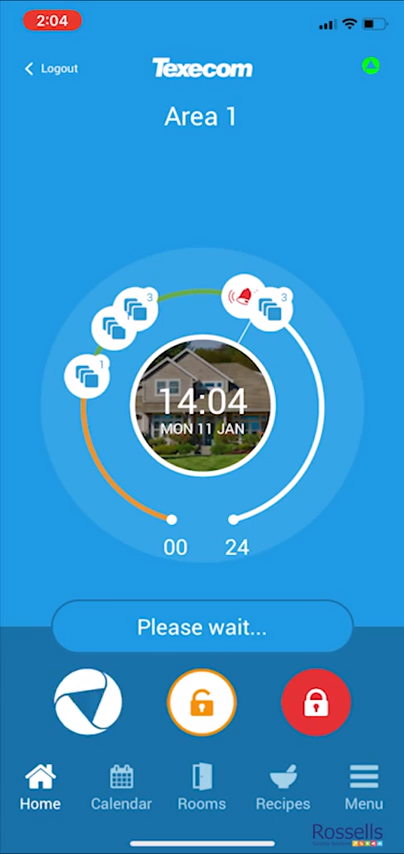 2:04
Logout
Texecom
Area 1
3
3
1
14:04
MON 11 JAN
00 24
Please wait...
Home Calendar Rooms Recipes Menu
Rossells